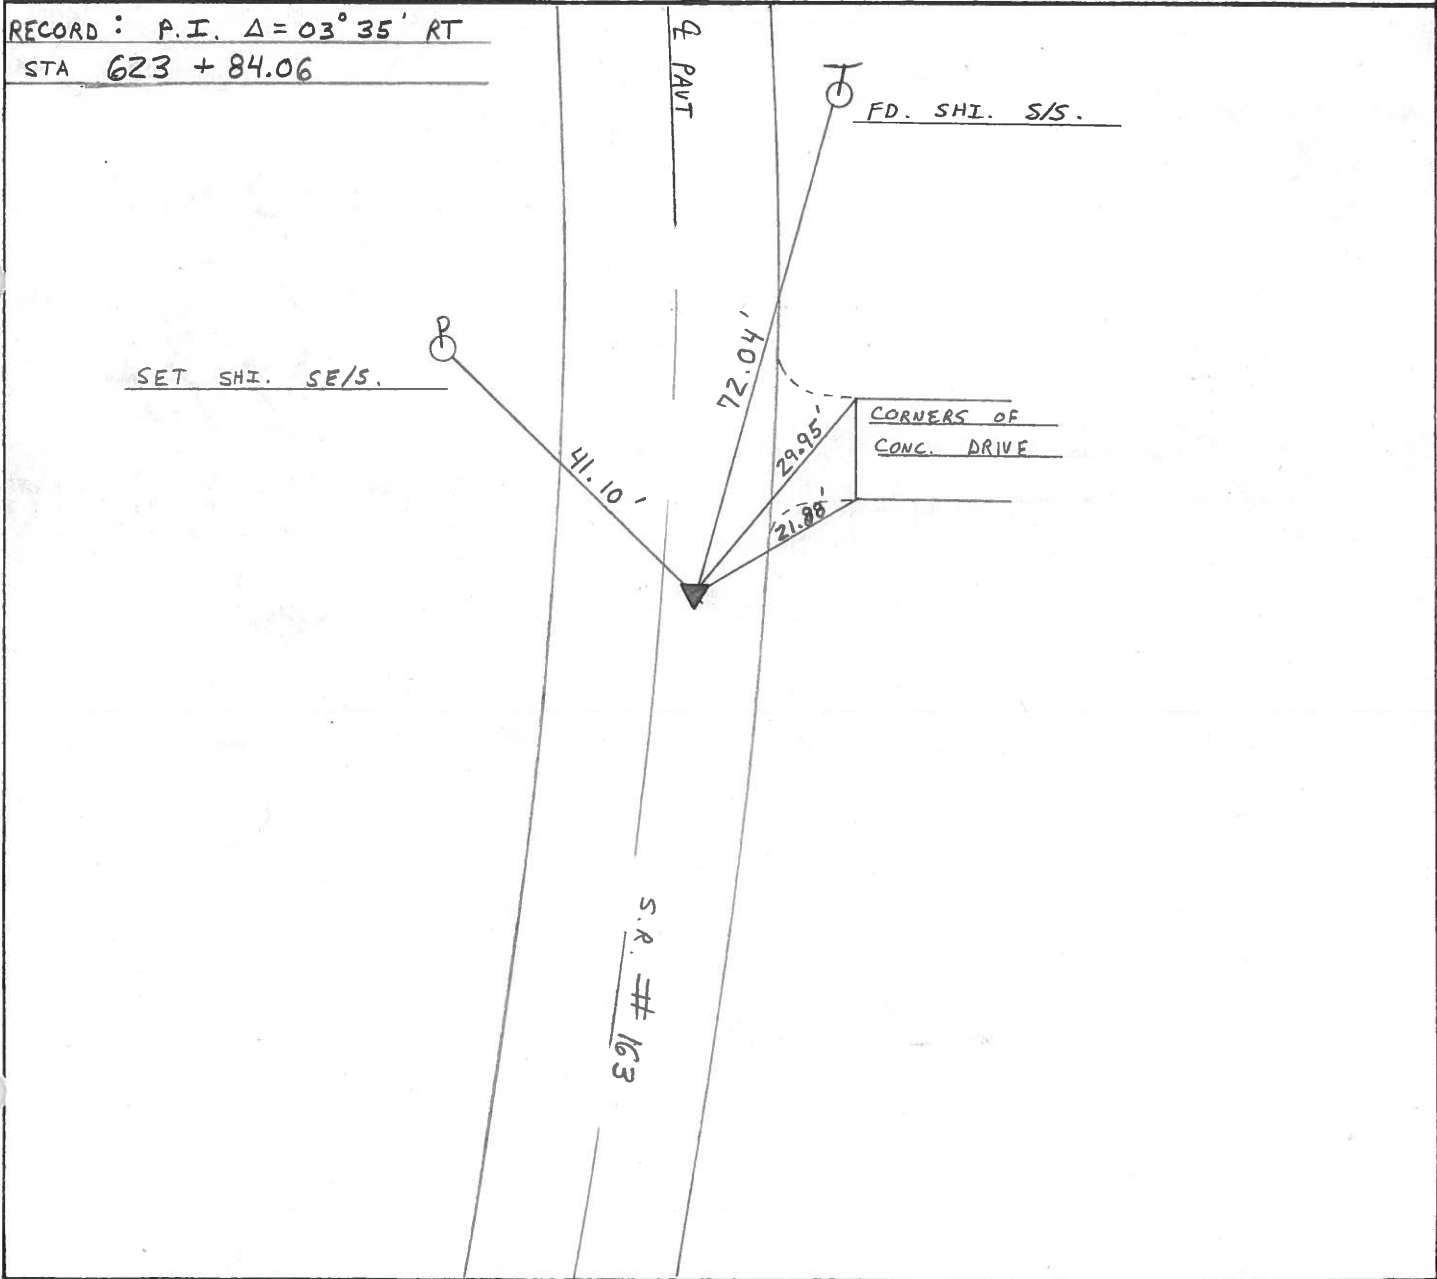 RECORD : P.I. Δ = 03° 35' RT
STA 623 + 84.06
℄ PAVT
T
FD. SHI. S/S.
P
SET SHI. SE/S.
72.04'
41.10'
29.95'
CORNERS OF
CONC. DRIVE
21.88'
S.R. # 163